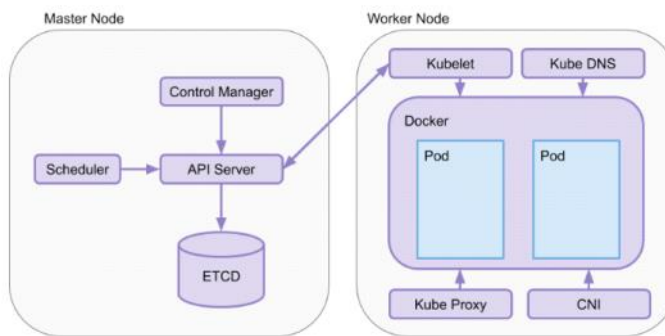 Master Node
Worker Node
Kubelet
Kube DNS
Control Manager
Docker
Pod
Pod
Scheduler
API Server
ETCD
Kube Proxy
CNI